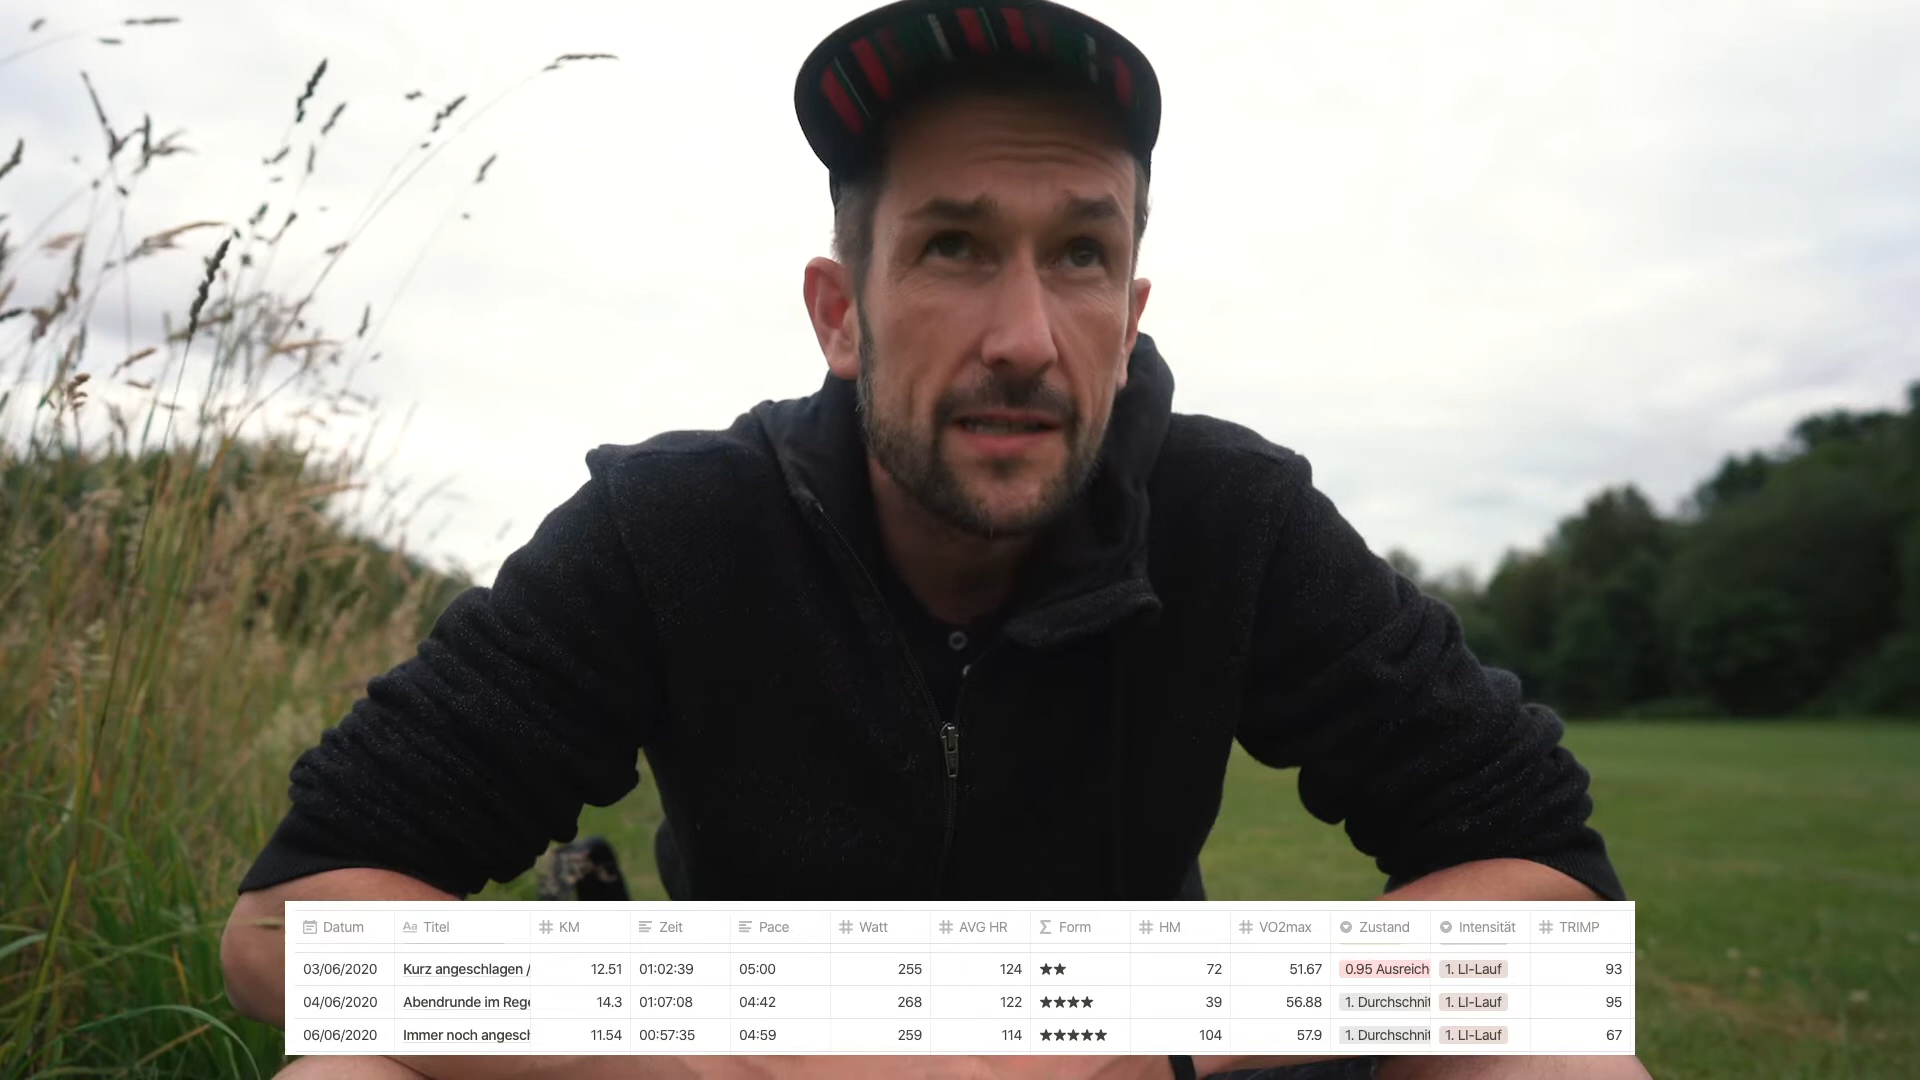 Datum Aa Titel KM Zeit Pace Watt AVG HR Form HM VO2max Zustand Intensität TRIMP
03/06/2020 Kurz angeschlagen / 12.51 01:02:39 05:00 255 124 ★★ 72 51.67 0.95 Ausreich 1. LI-Lauf 93
04/06/2020 Abendrunde im Rege 14.3 01:07:08 04:42 268 122 ★★★★ 39 56.88 1. Durchschnit 1. LI-Lauf 95
06/06/2020 Immer noch angesch 11.54 00:57:35 04:59 259 114 ★★★★★ 104 57.9 1. Durchschnit 1. LI-Lauf 67